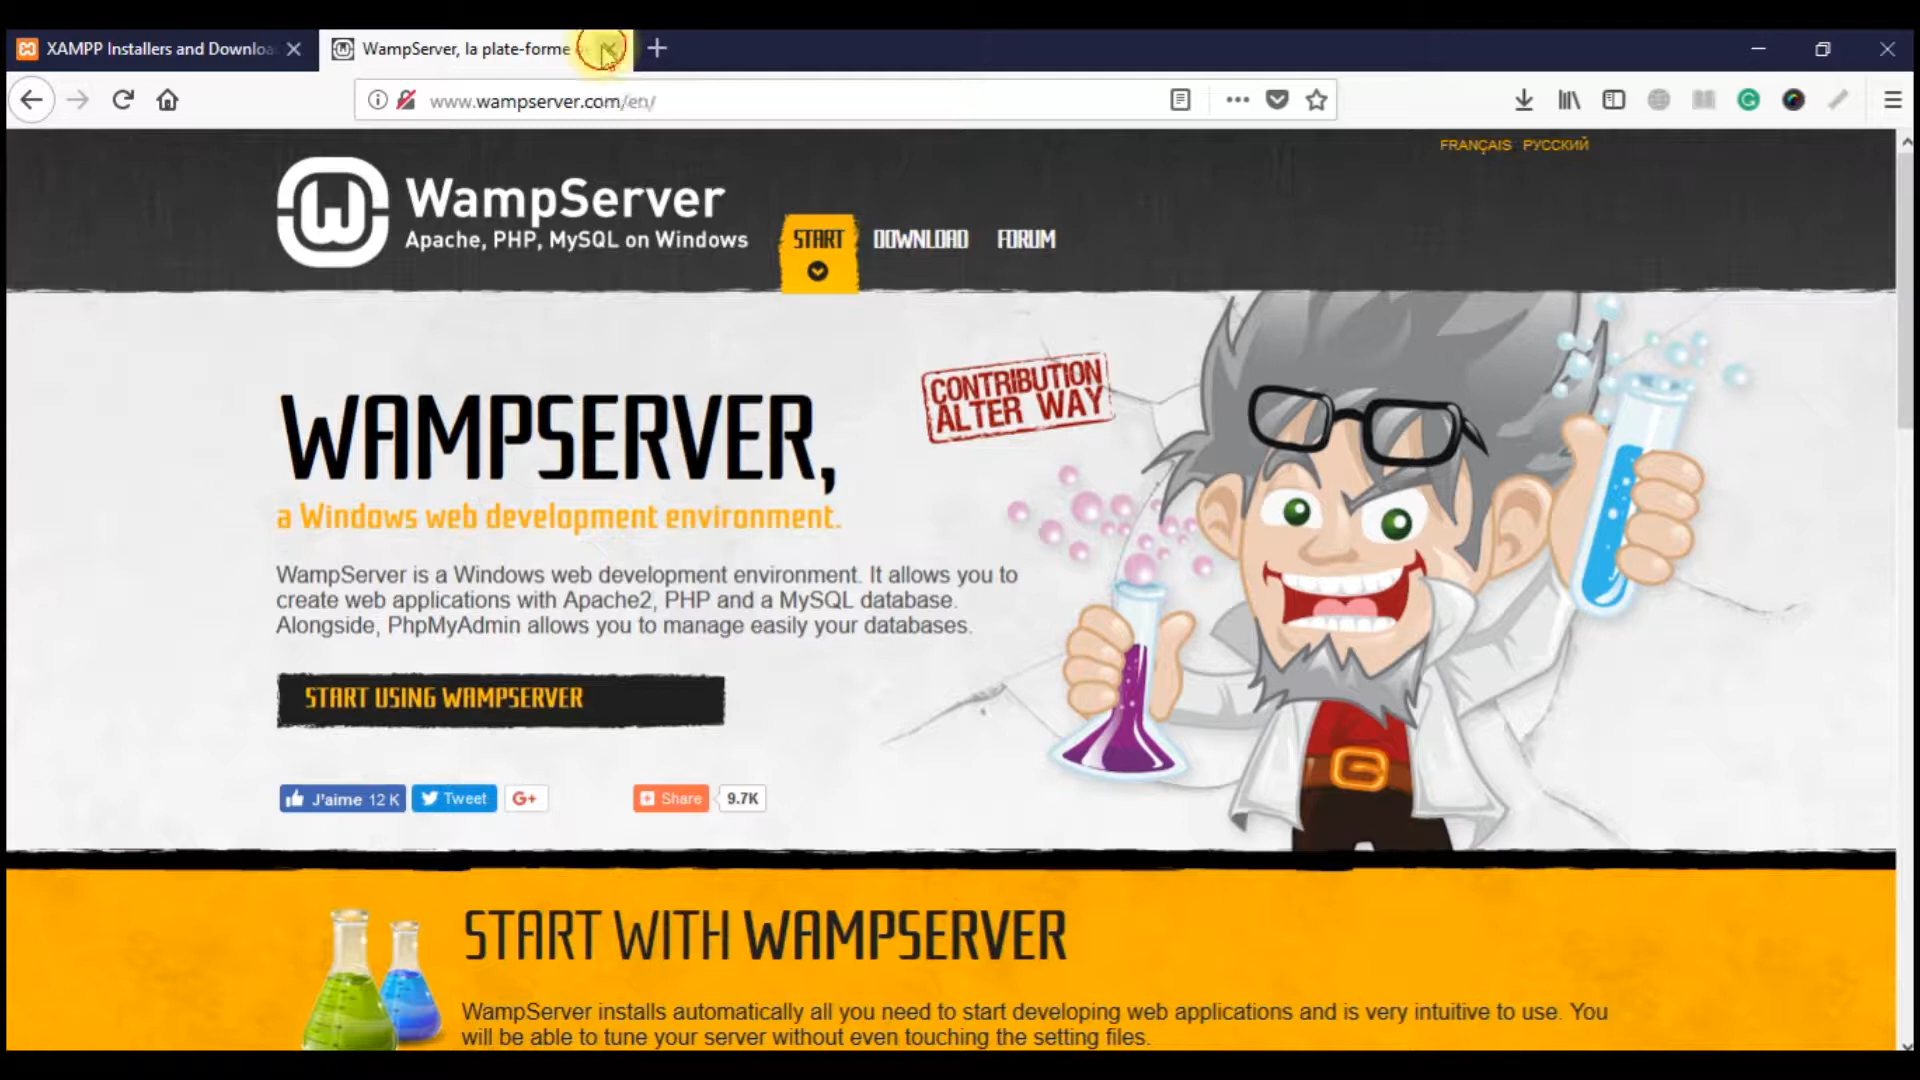 XAMPP Installers and Downloa
WampServer, la plate-forme
www.wampserver.com/en/
FRANÇAIS РУССКИЙ
WampServer
Apache, PHP, MySQL on Windows
START
DOWNLOAD
FORUM
CONTRIBUTION
ALTER WAY
WAMPSERVER,
a Windows web development environment.
WampServer is a Windows web development environment. It allows you to
create web applications with Apache2, PHP and a MySQL database.
Alongside, PhpMyAdmin allows you to manage easily your databases.
START USING WAMPSERVER
J'aime 12 K
Tweet
G+
Share
9.7K
START WITH WAMPSERVER
WampServer installs automatically all you need to start developing web applications and is very intuitive to use. You
will be able to tune your server without even touching the setting files.